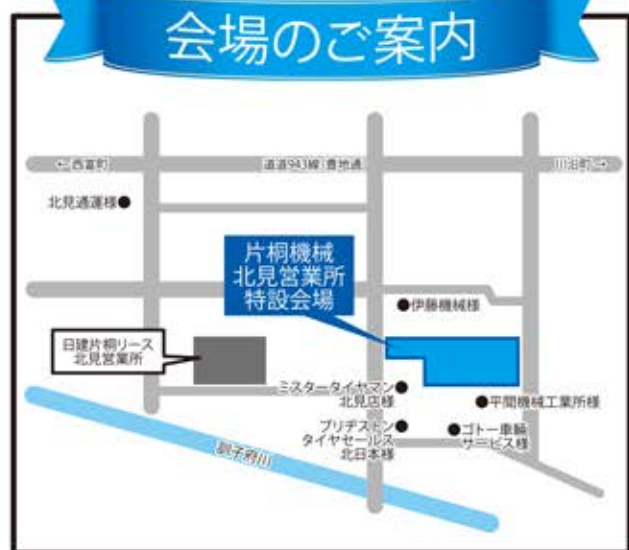 会場のご案内
← 西富町
道道943線(豊地通
川沿町 →
北見通運様●
片桐機械
北見営業所
特設会場
●伊藤機械様
日建片桐リース
北見営業所
ミスタータイヤマン●
北見店様
●平間機械工業所様
ブリヂストン●
タイヤセールス
北日本様
●ゴトー車輌
サービス様
訓子府川